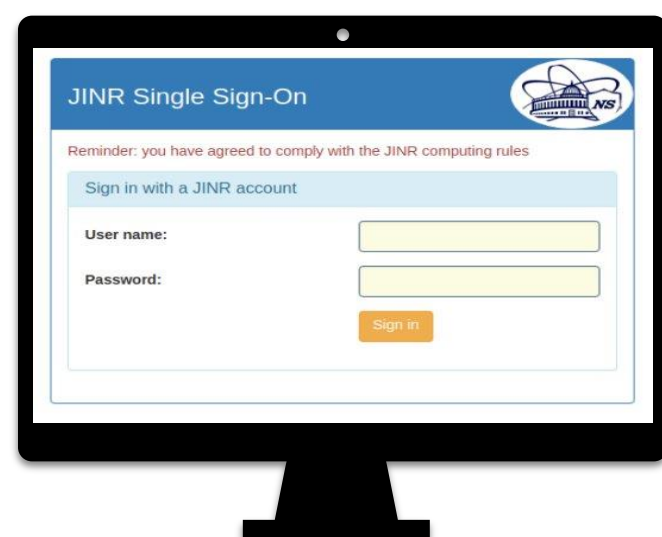 JINR Single Sign-On
NS
Reminder: you have agreed to comply with the JINR computing rules
Sign in with a JINR account
User name:
Password:
Sign in